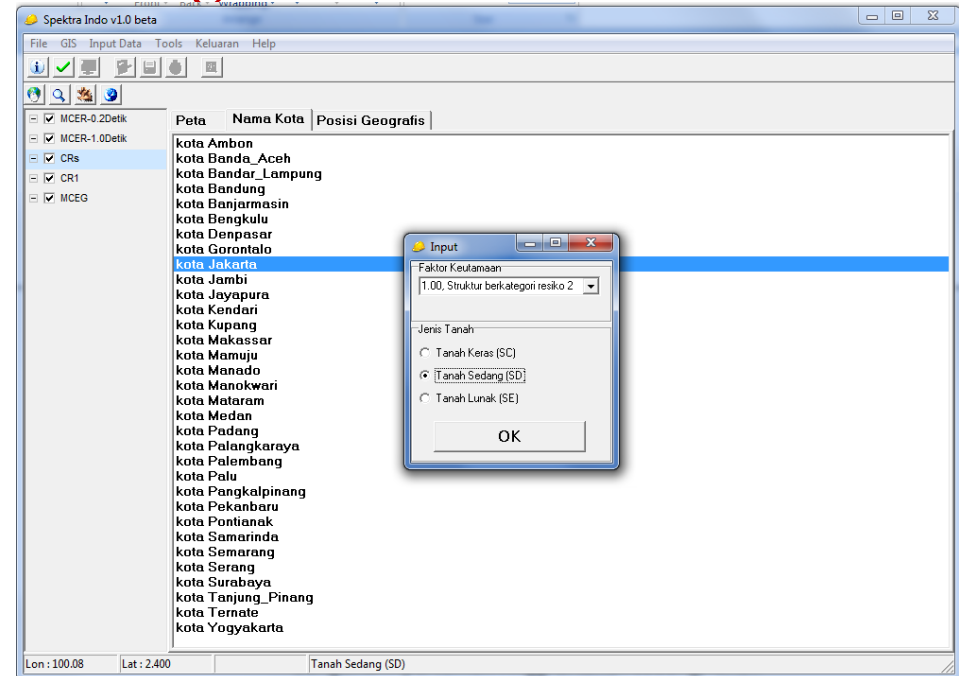 Spektra Indo v1.0 beta
File GIS Input Data Tools Keluaran Help
MCER-0.2Detik
MCER-1.0Detik
CRs
CR1
MCEG
Peta Nama Kota Posisi Geografis
kota Ambon
kota Banda_Aceh
kota Bandar_Lampung
kota Bandung
kota Banjarmasin
kota Bengkulu
kota Denpasar
kota Gorontalo
kota Jakarta
kota Jambi
kota Jayapura
kota Kendari
kota Kupang
kota Makassar
kota Mamuju
kota Manado
kota Manokwari
kota Mataram
kota Medan
kota Padang
kota Palangkaraya
kota Palembang
kota Palu
kota Pangkalpinang
kota Pekanbaru
kota Pontianak
kota Samarinda
kota Semarang
kota Serang
kota Surabaya
kota Tanjung_Pinang
kota Ternate
kota Yogyakarta
Input
Faktor Keutamaan
1.00, Struktur berkategori resiko 2
Jenis Tanah
Tanah Keras (SC)
Tanah Sedang (SD)
Tanah Lunak (SE)
OK
Lon : 100.08 Lat : 2.400 Tanah Sedang (SD)